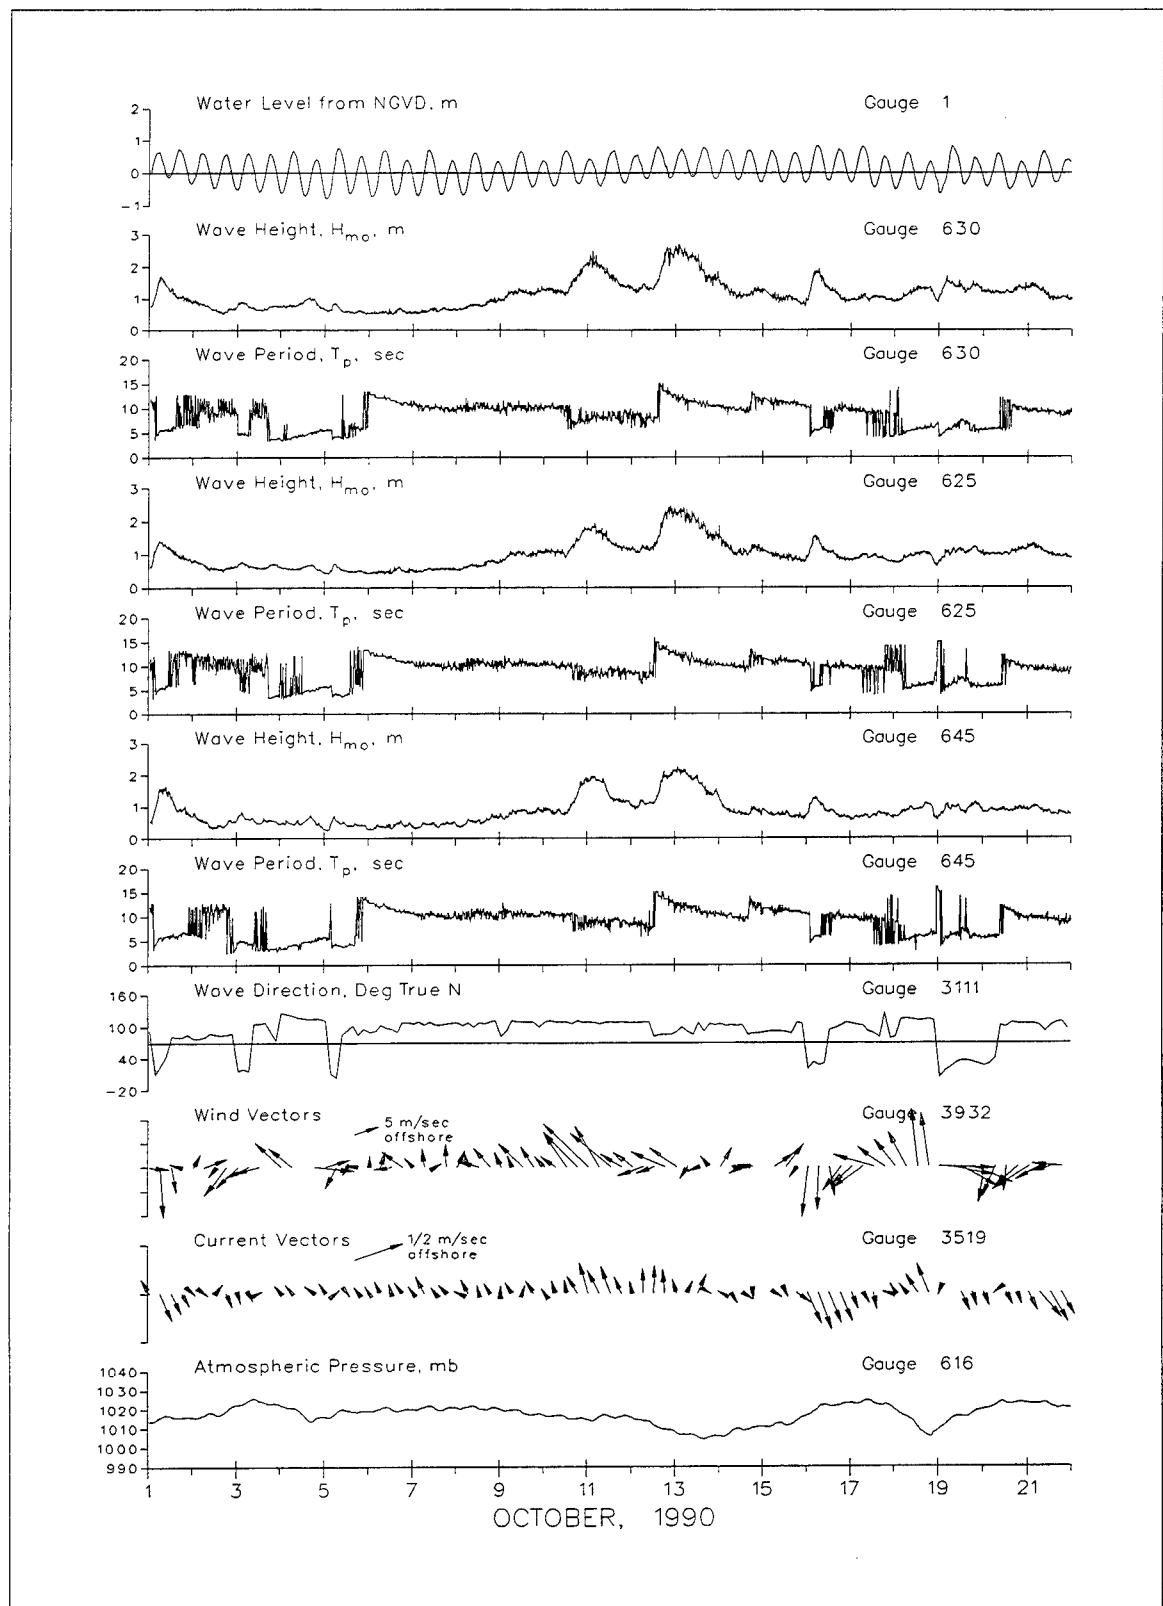 Water Level from NGVD, m Gauge 1
2
1
0
-1
Wave Height, Hmo, m Gauge 630
3
2
1
0
Wave Period, Tp, sec Gauge 630
20
15
10
5
0
Wave Height, Hmo, m Gauge 625
3
2
1
0
Wave Period, Tp, sec Gauge 625
20
15
10
5
0
Wave Height, Hmo, m Gauge 645
3
2
1
0
Wave Period, Tp, sec Gauge 645
20
15
10
5
0
Wave Direction, Deg True N Gauge 3111
160
100
40
-20
Wind Vectors Gauge 3932
5 m/sec
offshore
Current Vectors Gauge 3519
1/2 m/sec
offshore
Atmospheric Pressure, mb Gauge 616
1040
1030
1020
1010
1000
990
1 3 5 7 9 11 13 15 17 19 21
OCTOBER, 1990